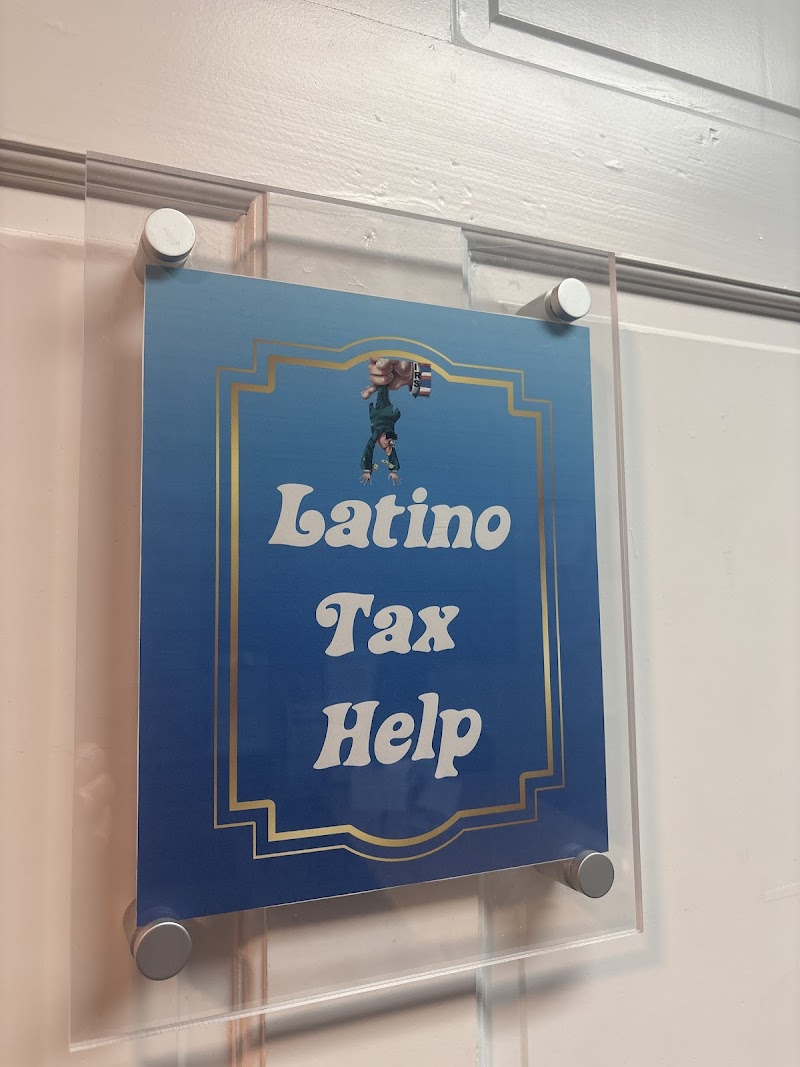 IRS
Latino
Tax
Help